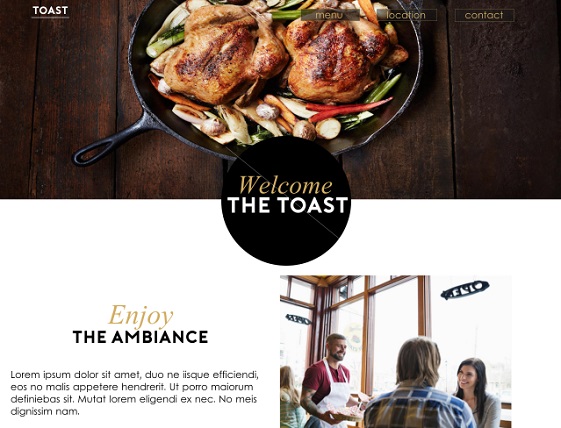 TOAST
menu
location
contact
Welcome
THE TOAST
OPEN
Enjoy
THE AMBIANCE
Lorem ipsum dolor sit amet, duo ne iisque efficiendi,
eos no malis appetere hendrerit. Ut porro maiorum
definiebas sit. Mutat lorem eligendi ex nec. No meis
dignissim nam.